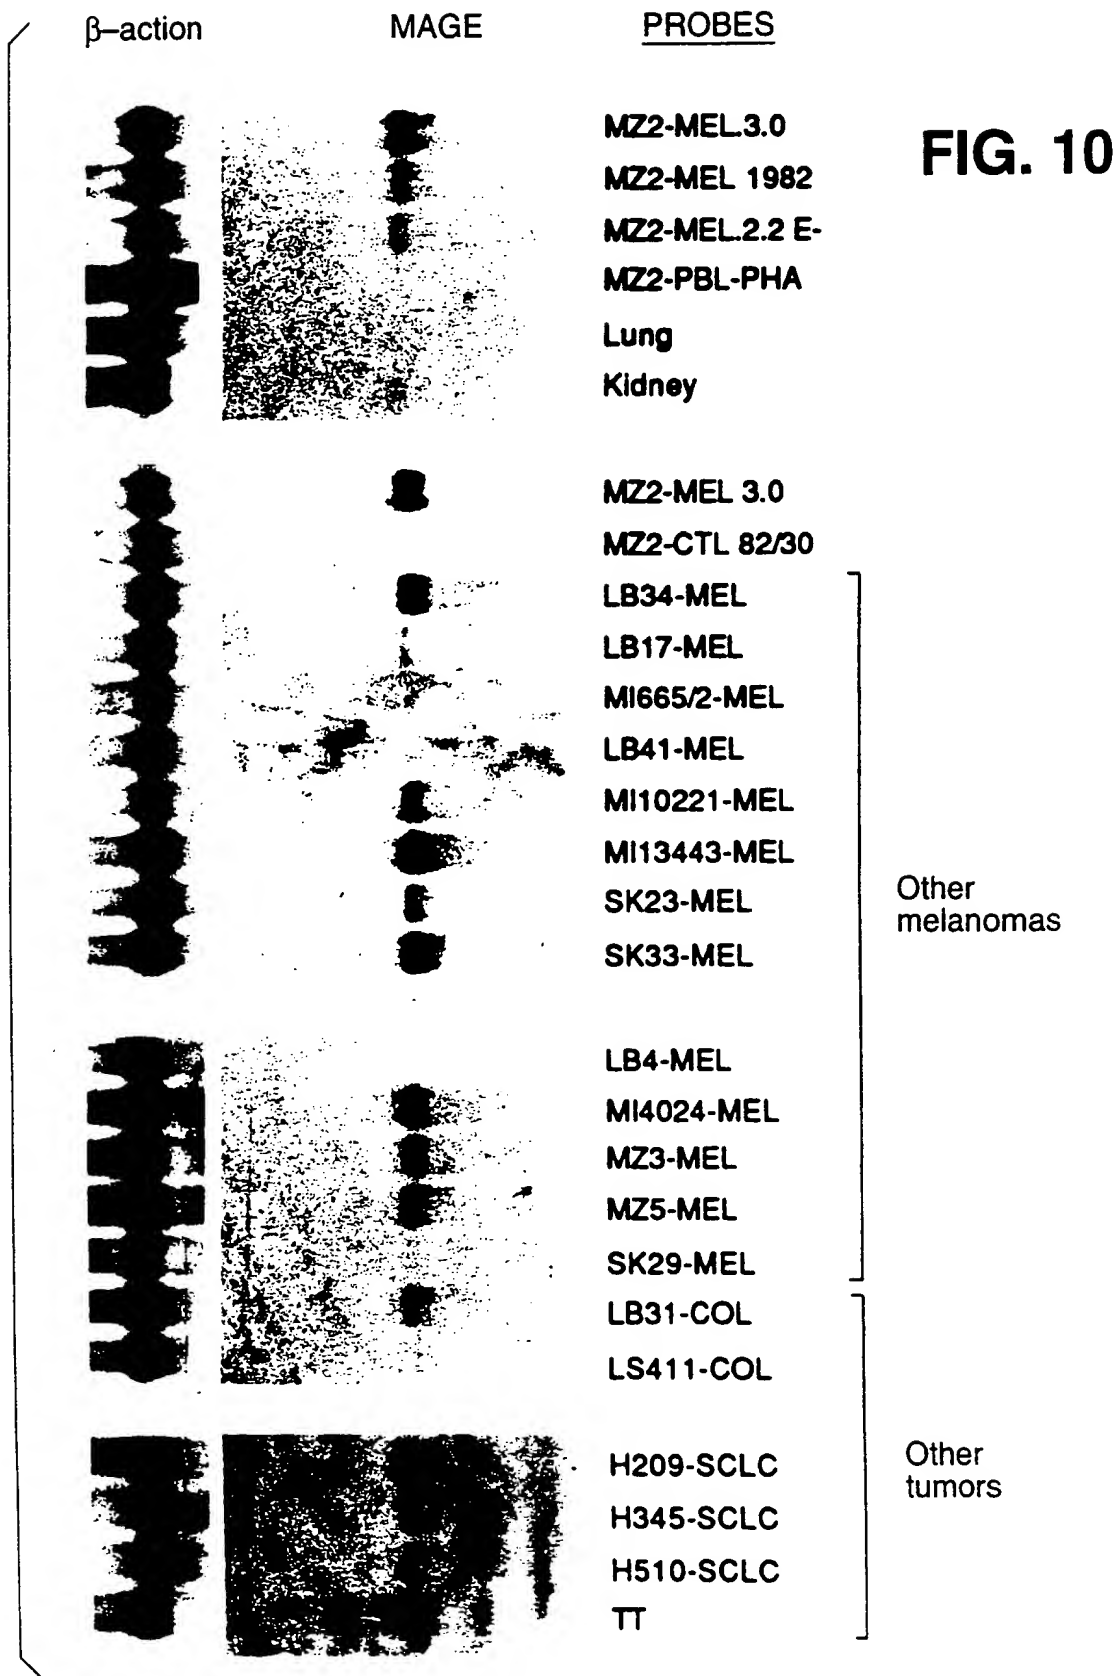 β–action MAGE PROBES
FIG. 10
MZ2-MEL.3.0
MZ2-MEL 1982
MZ2-MEL.2.2 E-
MZ2-PBL-PHA
Lung
Kidney
MZ2-MEL 3.0
MZ2-CTL 82/30
LB34-MEL
LB17-MEL
MI665/2-MEL
LB41-MEL
MI10221-MEL
MI13443-MEL
SK23-MEL
SK33-MEL
LB4-MEL
MI4024-MEL
MZ3-MEL
MZ5-MEL
SK29-MEL
Other
melanomas
LB31-COL
LS411-COL
H209-SCLC
H345-SCLC
H510-SCLC
TT
Other
tumors